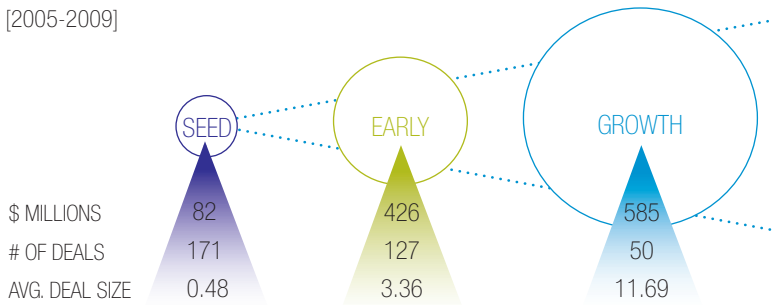 [2005-2009]
SEED EARLY GROWTH
$ MILLIONS 82 426 585
# OF DEALS 171 127 50
AVG. DEAL SIZE 0.48 3.36 11.69